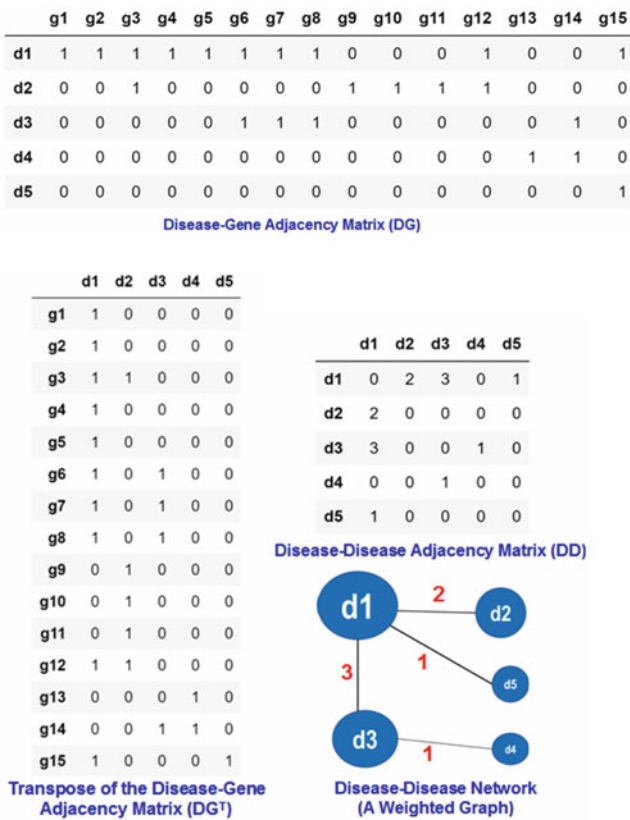 g1 g2 g3 g4 g5 g6 g7 g8 g9 g10 g11 g12 g13 g14 g15
d1 1 1 1 1 1 1 1 1 0 0 0 1 0 0 1
d2 0 0 1 0 0 0 0 0 1 1 1 1 0 0 0
d3 0 0 0 0 0 1 1 1 0 0 0 0 0 1 0
d4 0 0 0 0 0 0 0 0 0 0 0 0 1 1 0
d5 0 0 0 0 0 0 0 0 0 0 0 0 0 0 1
Disease-Gene Adjacency Matrix (DG)
d1 d2 d3 d4 d5
g1 1 0 0 0 0
g2 1 0 0 0 0
g3 1 1 0 0 0
g4 1 0 0 0 0
g5 1 0 0 0 0
g6 1 0 1 0 0
g7 1 0 1 0 0
g8 1 0 1 0 0
g9 0 1 0 0 0
g10 0 1 0 0 0
g11 0 1 0 0 0
g12 1 1 0 0 0
g13 0 0 0 1 0
g14 0 0 1 1 0
g15 1 0 0 0 1
Transpose of the Disease-Gene
Adjacency Matrix (DGᵀ)
d1 d2 d3 d4 d5
d1 0 2 3 0 1
d2 2 0 0 0 0
d3 3 0 0 1 0
d4 0 0 1 0 0
d5 1 0 0 0 0
Disease-Disease Adjacency Matrix (DD)
d1
2
d2
3
1
d5
d3
1
d4
Disease-Disease Network
(A Weighted Graph)